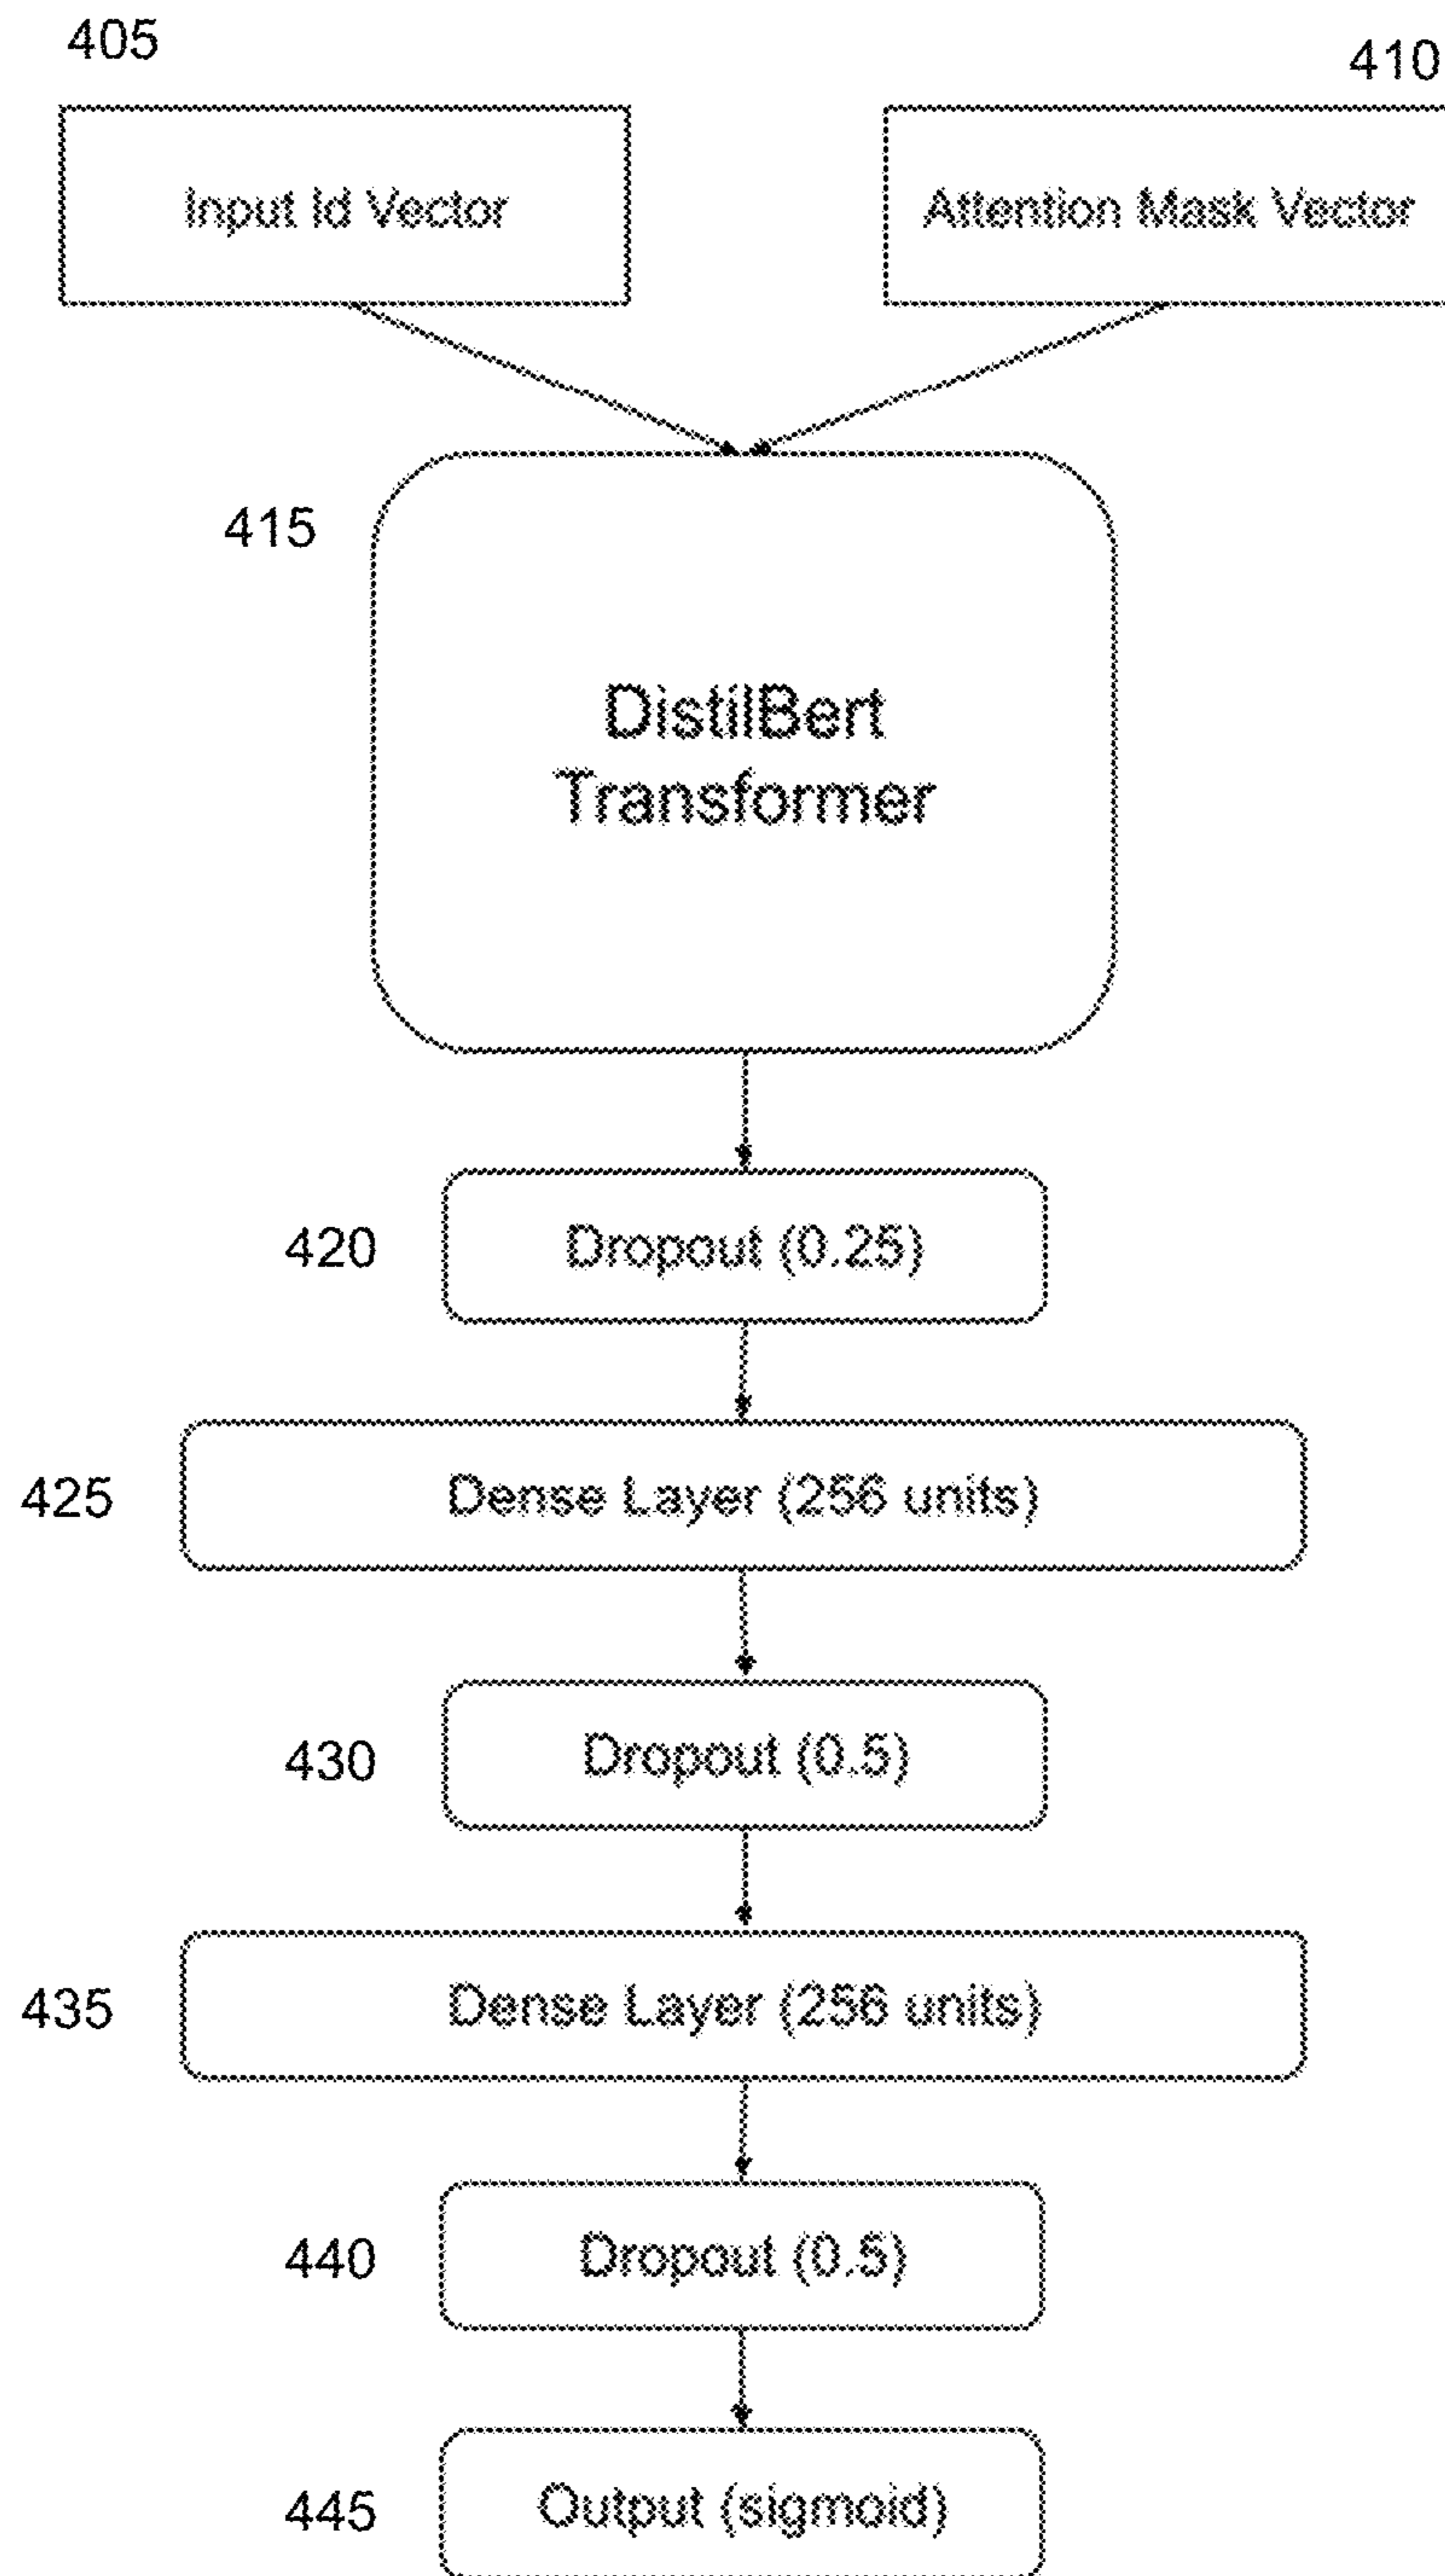 405
410
Input Id Vector
Attention Mask Vector
415
DistilBert
Transformer
420
Dropout (0.25)
425
Dense Layer (256 units)
430
Dropout (0.5)
435
Dense Layer (256 units)
440
Dropout (0.5)
445
Output (sigmoid)